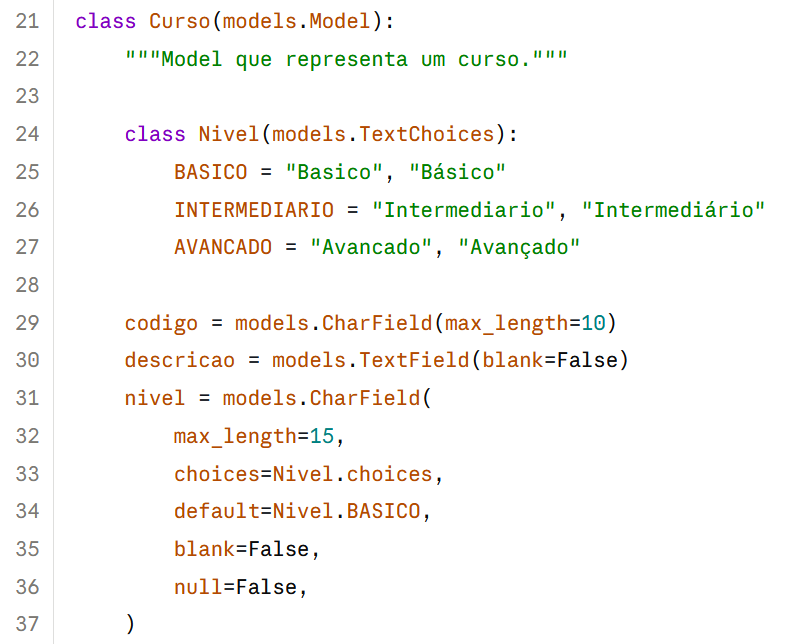 21 class Curso(models.Model):
22     """Model que representa um curso."""
23
24     class Nivel(models.TextChoices):
25         BASICO = "Basico", "Básico"
26         INTERMEDIARIO = "Intermediario", "Intermediário"
27         AVANCADO = "Avancado", "Avançado"
28
29     codigo = models.CharField(max_length=10)
30     descricao = models.TextField(blank=False)
31     nivel = models.CharField(
32         max_length=15,
33         choices=Nivel.choices,
34         default=Nivel.BASICO,
35         blank=False,
36         null=False,
37     )